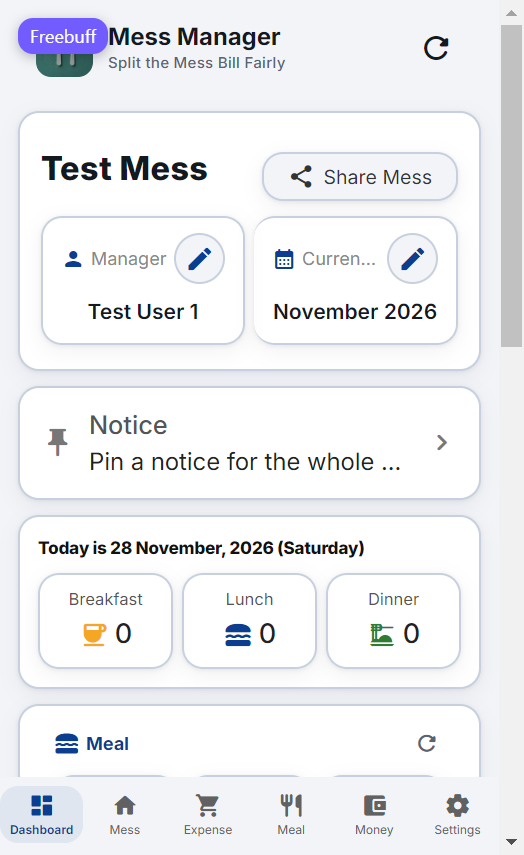 Freebuff
Mess Manager
Split the Mess Bill Fairly
Test Mess
Share Mess
Manager
Test User 1
Curren...
November 2026
Notice
Pin a notice for the whole ...
Today is 28 November, 2026 (Saturday)
Breakfast
0
Lunch
0
Dinner
0
Meal
Dashboard
Mess
Expense
Meal
Money
Settings